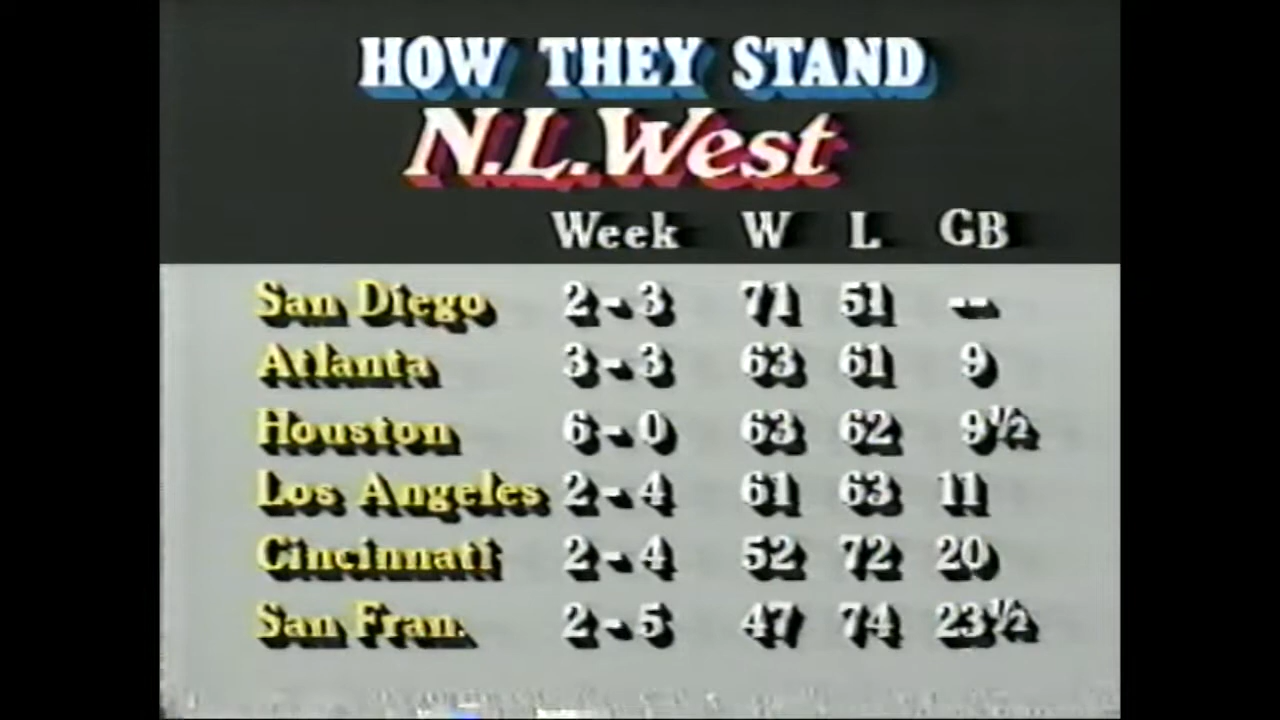 HOW THEY STAND
N.L.West
Week W L GB
San Diego 2-3 71 51 --
Atlanta 3-3 63 61 9
Houston 6-0 63 62 9½
Los Angeles 2-4 61 63 11
Cincinnati 2-4 52 72 20
San Fran. 2-5 47 74 23½